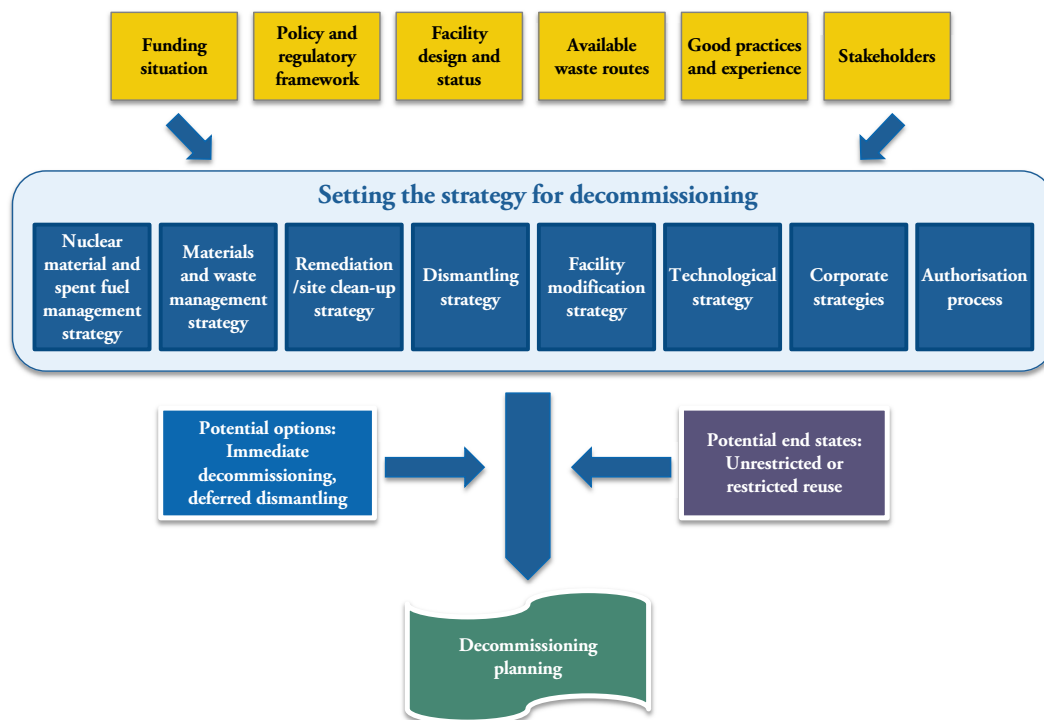 Funding
situation
Policy and
regulatory
framework
Facility
design and
status
Available
waste routes
Good practices
and experience
Stakeholders
Setting the strategy for decommissioning
Nuclear
material and
spent fuel
management
strategy
Materials
and waste
management
strategy
Remediation
/site clean-up
strategy
Dismantling
strategy
Facility
modification
strategy
Technological
strategy
Corporate
strategies
Authorisation
process
Potential options:
Immediate
decommissioning,
deferred dismantling
Potential end states:
Unrestricted or
restricted reuse
Decommissioning
planning